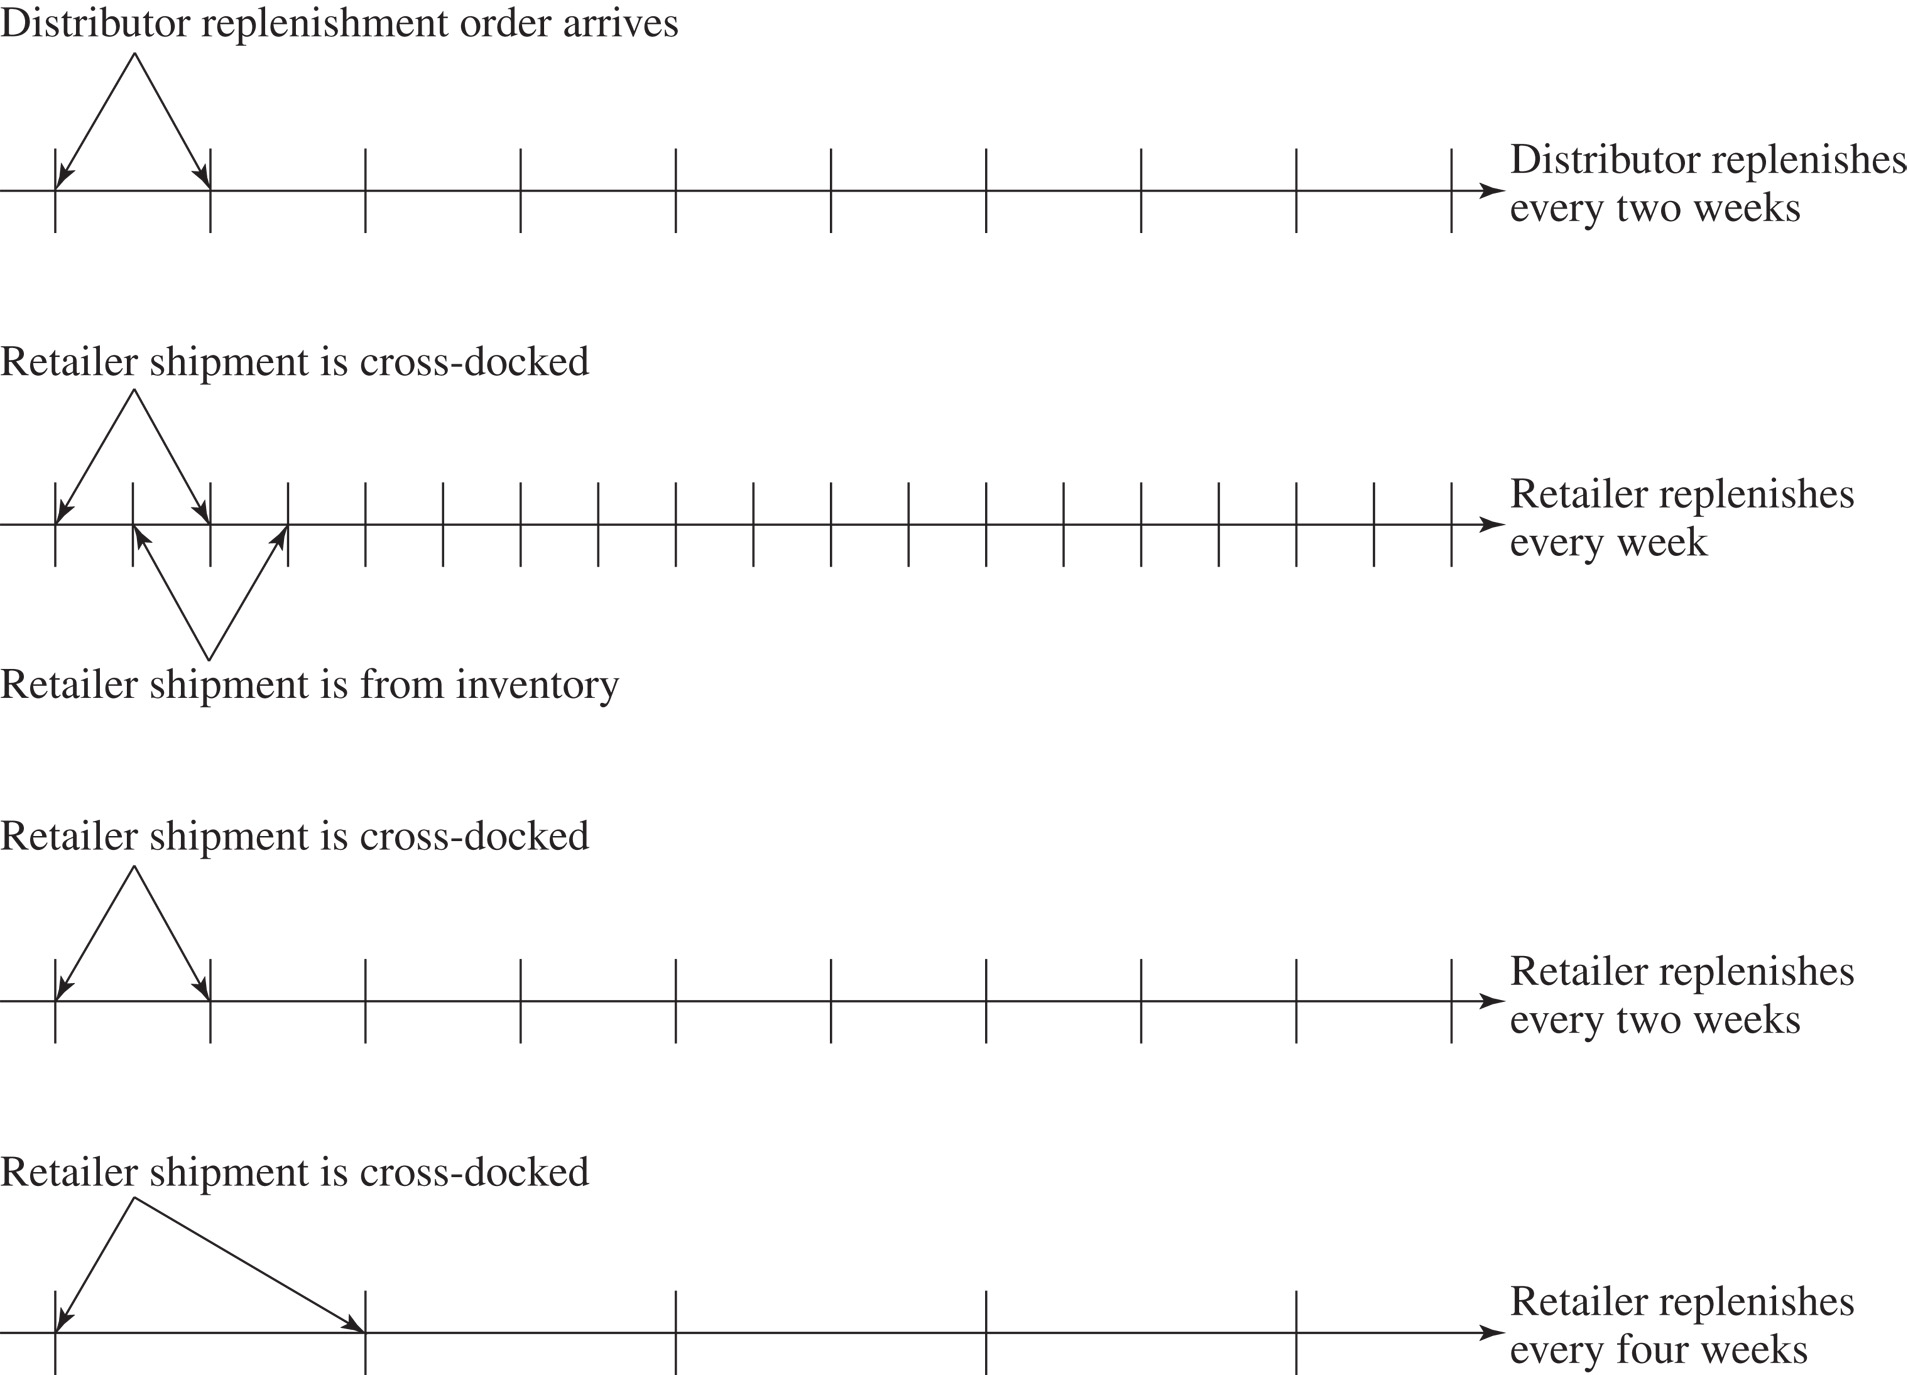 Distributor replenishment order arrives
Distributor replenishes
every two weeks
Retailer shipment is cross-docked
Retailer replenishes
every week
Retailer shipment is from inventory
Retailer shipment is cross-docked
Retailer replenishes
every two weeks
Retailer shipment is cross-docked
Retailer replenishes
every four weeks